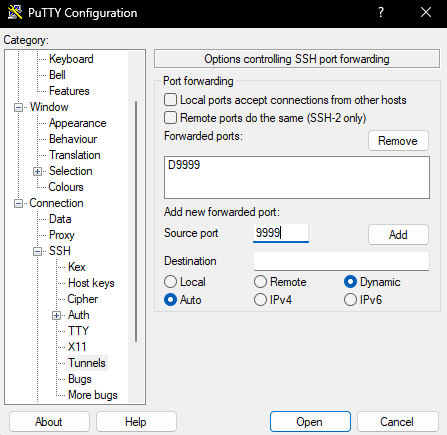 PuTTY Configuration
?
Category:
Keyboard
Bell
Features
Window
Appearance
Behaviour
Translation
Selection
Colours
Connection
Data
Proxy
SSH
Kex
Host keys
Cipher
Auth
TTY
X11
Tunnels
Bugs
More bugs
Options controlling SSH port forwarding
Port forwarding
Local ports accept connections from other hosts
Remote ports do the same (SSH-2 only)
Forwarded ports:
Remove
D9999
Add new forwarded port:
Source port 9999 Add
Destination
Local Remote Dynamic
Auto IPv4 IPv6
About Help Open Cancel